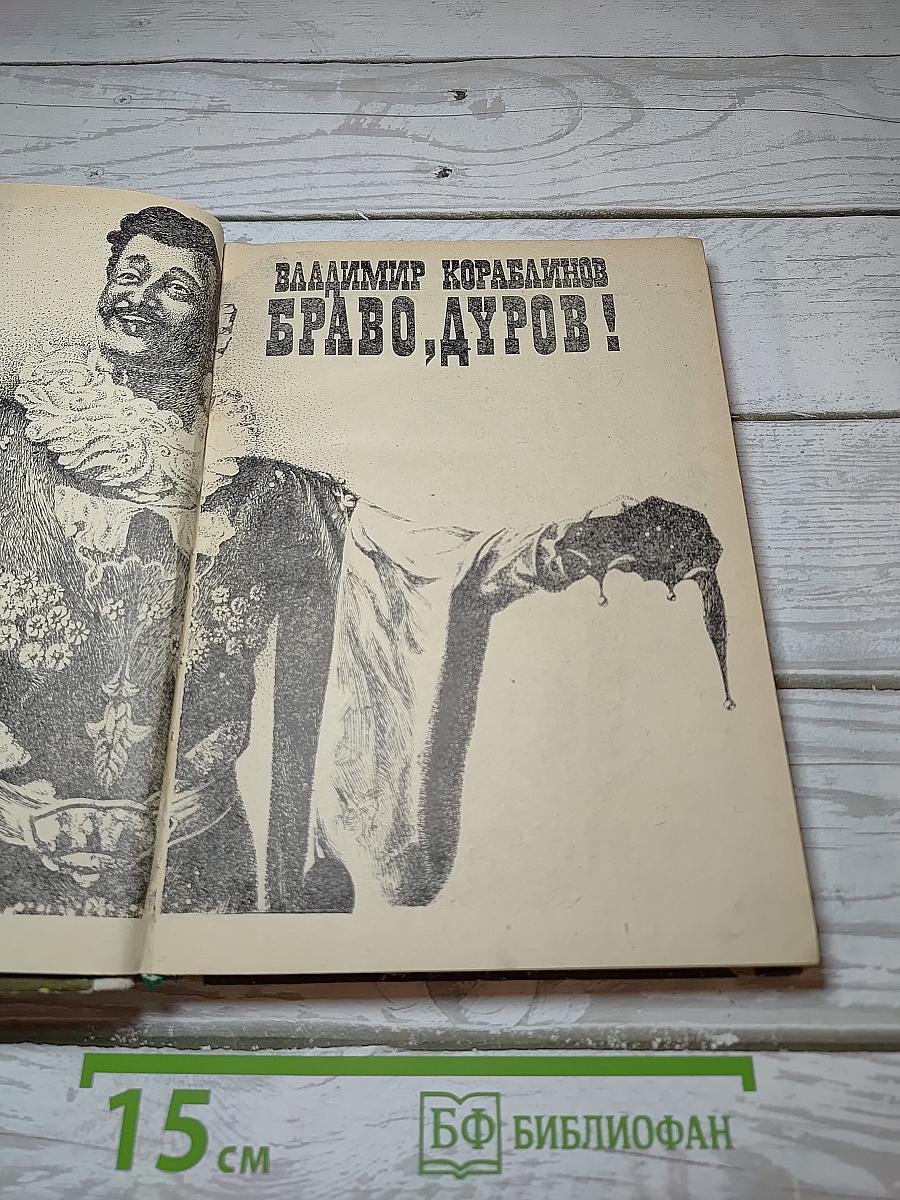 ВЛАДИМИР КОРАБЛИНОВ
БРАВО, ДУРОВ!
15 СМ
БФ БИБЛИОФАН